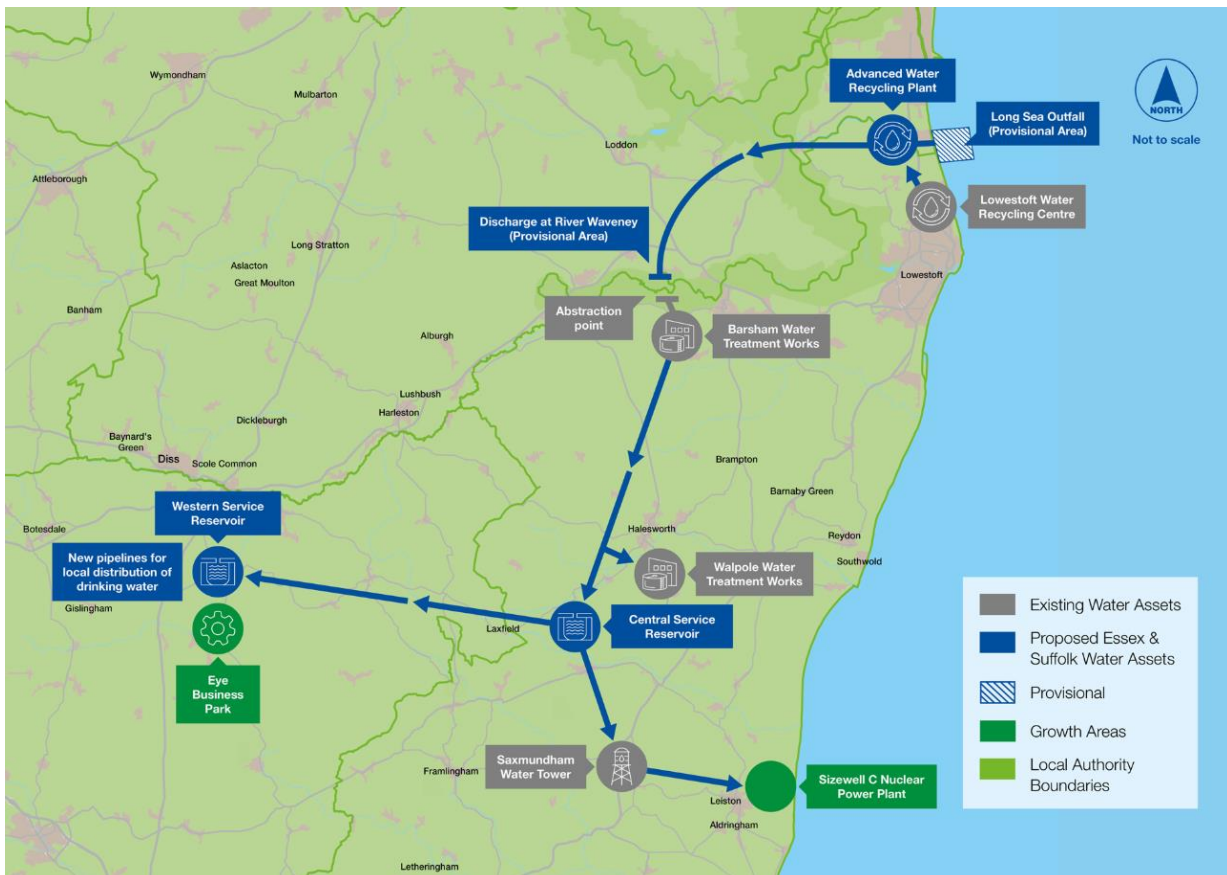 Wymondham
Mulbarton
Attleborough
Loddon
Advanced Water
Recycling Plant
Long Sea Outfall
(Provisional Area)
NORTH
Not to scale
Lowestoft Water
Recycling Centre
Lowestoft
Discharge at River Waveney
(Provisional Area)
Long Stratton
Aslacton
Great Moulton
Banham
Abstraction
point
Barsham Water
Treatment Works
Alburgh
Lushbush
Harleston
Dickleburgh
Baynard's
Green
Diss
Scole Common
Brampton
Barnaby Green
Halesworth
Reydon
Southwold
Botesdale
Western Service
Reservoir
New pipelines for
local distribution of
drinking water
Gislingham
Walpole Water
Treatment Works
Laxfield
Central Service
Reservoir
Eye
Business
Park
Saxmundham
Water Tower
Framlingham
Leiston
Aldringham
Sizewell C Nuclear
Power Plant
Letheringham
Existing Water Assets
Proposed Essex &
Suffolk Water Assets
Provisional
Growth Areas
Local Authority
Boundaries